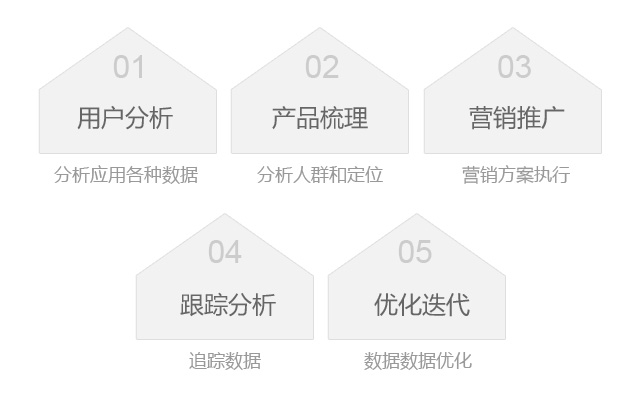 01
用户分析
分析应用各种数据
02
产品梳理
分析人群和定位
03
营销推广
营销方案执行
04
跟踪分析
追踪数据
05
优化迭代
数据数据优化